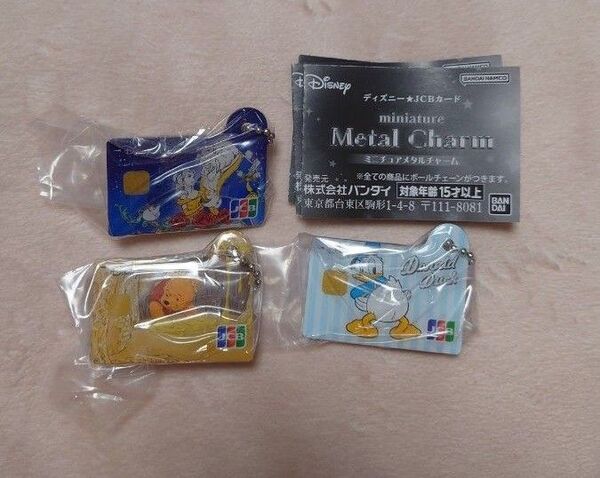 Disney
BANDAI NAMCO
ディズニー★JCBカード
miniature
Metal Charm
ミニチュアメタルチャーム
※全ての商品にボールチェーンがつきます。
発売元
株式会社バンダイ 対象年齢15才以上
東京都台東区駒形1-4-8 〒111-8081
BAN
DAI
JCB
JCB
Donald
Duck
JCB